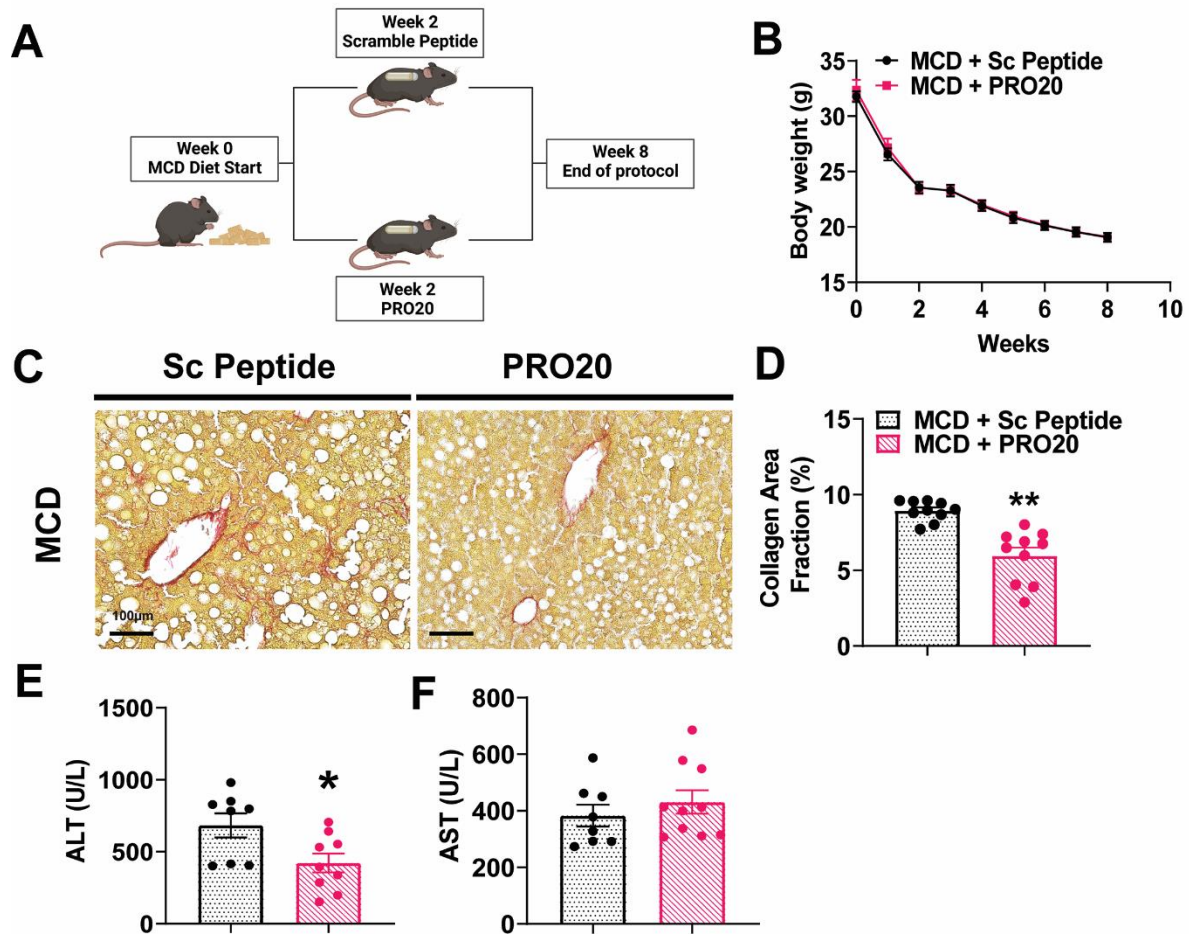 A
Week 2
Scramble Peptide
Week 0
MCD Diet Start
Week 8
End of protocol
Week 2
PRO20
B
MCD + Sc Peptide
MCD + PRO20
Body weight (g)
35
30
25
20
15
0 2 4 6 8 10
Weeks
C
Sc Peptide
PRO20
MCD
100μm
D
MCD + Sc Peptide
MCD + PRO20
Collagen Area
Fraction (%)
15
10
5
0
**
E
ALT (U/L)
1500
1000
500
0
*
F
AST (U/L)
800
600
400
200
0